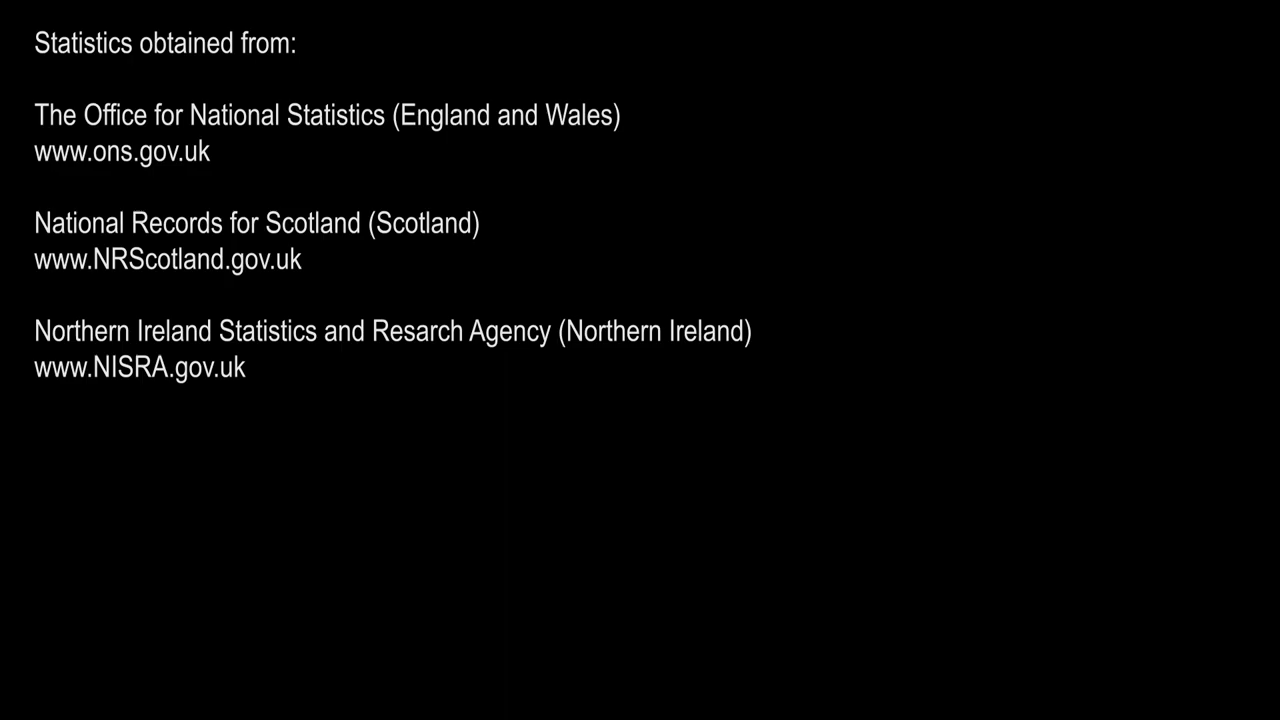 Statistics obtained from:
The Office for National Statistics (England and Wales)
www.ons.gov.uk
National Records for Scotland (Scotland)
www.NRScotland.gov.uk
Northern Ireland Statistics and Resarch Agency (Northern Ireland)
www.NISRA.gov.uk